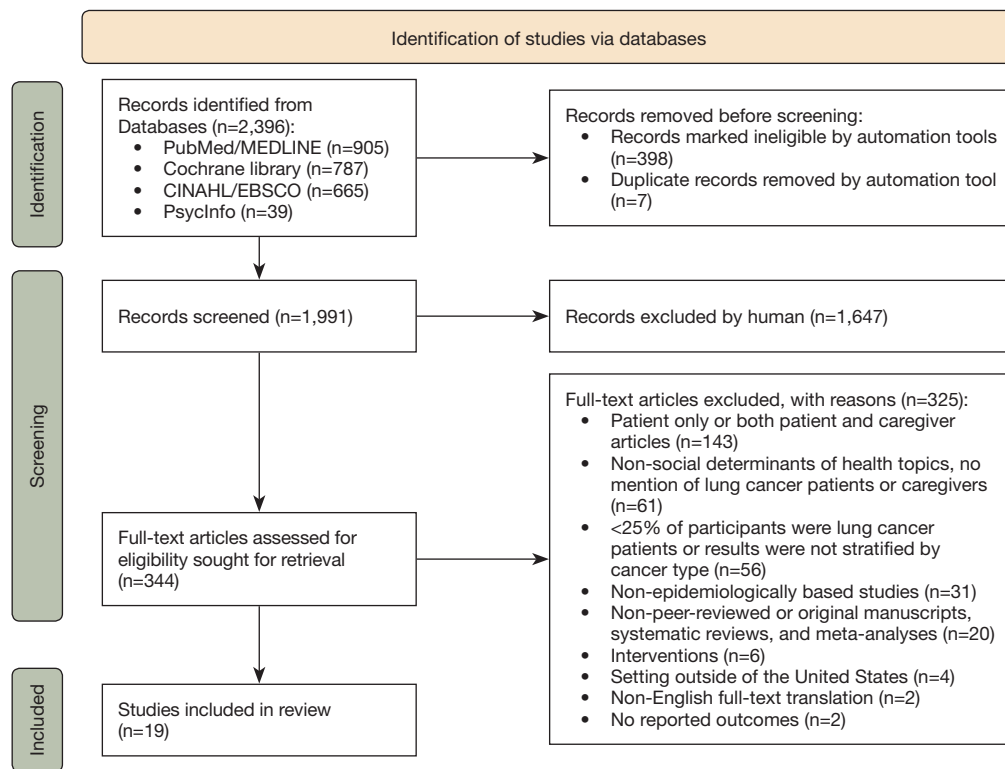 Identification of studies via databases
Identification
Records identified from
Databases (n=2,396):
• PubMed/MEDLINE (n=905)
• Cochrane library (n=787)
• CINAHL/EBSCO (n=665)
• PsycInfo (n=39)
Records removed before screening:
• Records marked ineligible by automation tools
(n=398)
• Duplicate records removed by automation tool
(n=7)
Screening
Records screened (n=1,991)
Records excluded by human (n=1,647)
Full-text articles assessed for
eligibility sought for retrieval
(n=344)
Full-text articles excluded, with reasons (n=325):
• Patient only or both patient and caregiver
articles (n=143)
• Non-social determinants of health topics, no
mention of lung cancer patients or caregivers
(n=61)
• <25% of participants were lung cancer
patients or results were not stratified by
cancer type (n=56)
• Non-epidemiologically based studies (n=31)
• Non-peer-reviewed or original manuscripts,
systematic reviews, and meta-analyses (n=20)
• Interventions (n=6)
• Setting outside of the United States (n=4)
• Non-English full-text translation (n=2)
• No reported outcomes (n=2)
Included
Studies included in review
(n=19)